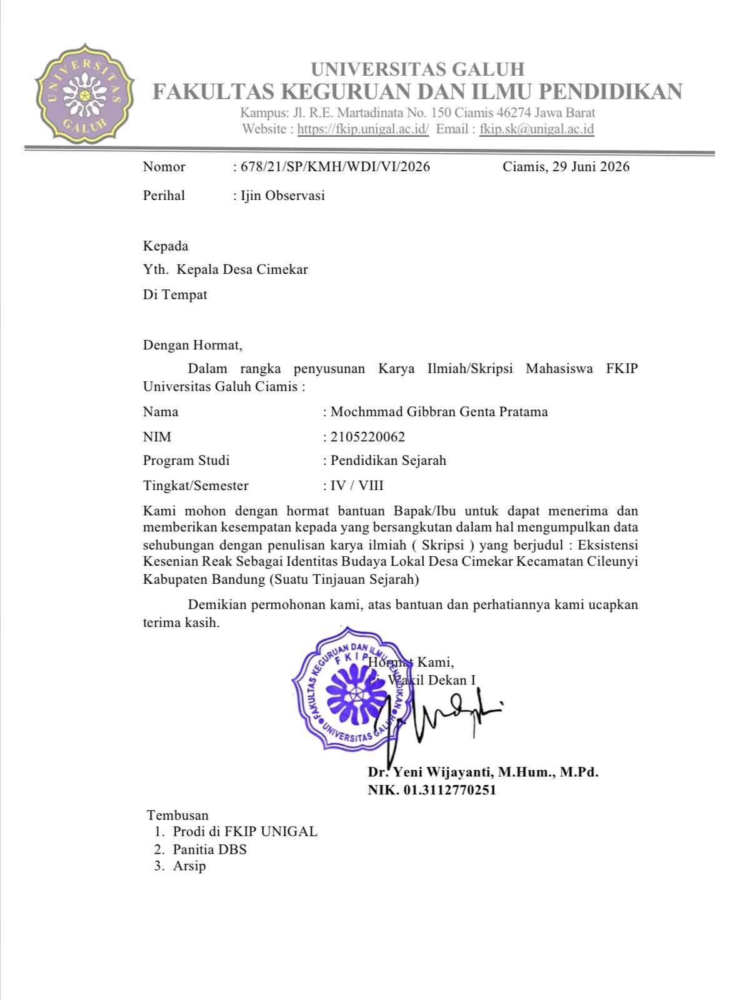 UNIVERSITAS GALUH
UNIVERSITAS GALUH
FAKULTAS KEGURUAN DAN ILMU PENDIDIKAN
Kampus: Jl. R.E. Martadinata No. 150 Ciamis 46274 Jawa Barat
Website : https://fkip.unigal.ac.id/ Email : fkip.sk@unigal.ac.id
Nomor : 678/21/SP/KMH/WDI/VI/2026 Ciamis, 29 Juni 2026
Perihal : Ijin Observasi
Kepada
Yth. Kepala Desa Cimekar
Di Tempat
Dengan Hormat,
Dalam rangka penyusunan Karya Ilmiah/Skripsi Mahasiswa FKIP
Universitas Galuh Ciamis :
Nama : Mochmmad Gibbran Genta Pratama
NIM : 2105220062
Program Studi : Pendidikan Sejarah
Tingkat/Semester : IV / VIII
Kami mohon dengan hormat bantuan Bapak/Ibu untuk dapat menerima dan
memberikan kesempatan kepada yang bersangkutan dalam hal mengumpulkan data
sehubungan dengan penulisan karya ilmiah ( Skripsi ) yang berjudul : Eksistensi
Kesenian Reak Sebagai Identitas Budaya Lokal Desa Cimekar Kecamatan Cileunyi
Kabupaten Bandung (Suatu Tinjauan Sejarah)
Demikian permohonan kami, atas bantuan dan perhatiannya kami ucapkan
terima kasih.
FAKULTAS KEGURUAN DAN ILMU PENDIDIKAN
FKIP
UNIVERSITAS GALUH
Hormat Kami,
Wakil Dekan I
Dr. Yeni Wijayanti, M.Hum., M.Pd.
NIK. 01.3112770251
Tembusan
1. Prodi di FKIP UNIGAL
2. Panitia DBS
3. Arsip